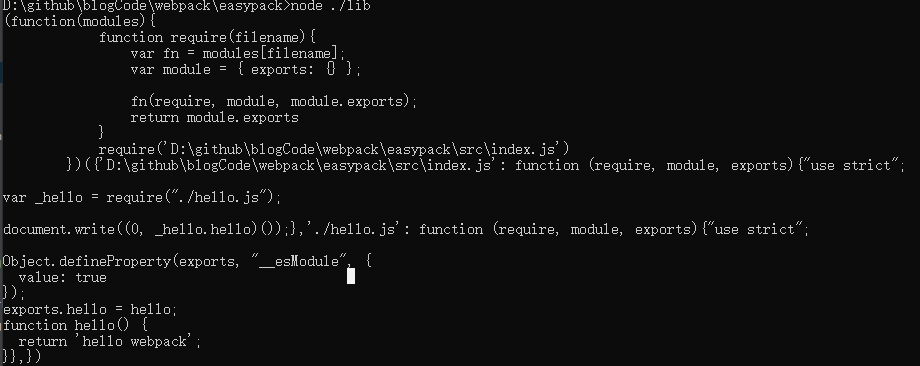 D:\github\blogCode\webpack\easypack>node ./lib
(function(modules){
function require(filename){
var fn = modules[filename];
var module = { exports: {} };
fn(require, module, module.exports);
return module.exports
}
require('D:\github\blogCode\webpack\easypack\src\index.js')
})({'D:\github\blogCode\webpack\easypack\src\index.js': function (require, module, exports){"use strict";
var _hello = require("./hello.js");
document.write((0, _hello.hello)());},'./hello.js': function (require, module, exports){"use strict";
Object.defineProperty(exports, "__esModule", {
value: true
});
exports.hello = hello;
function hello() {
return 'hello webpack';
}},})